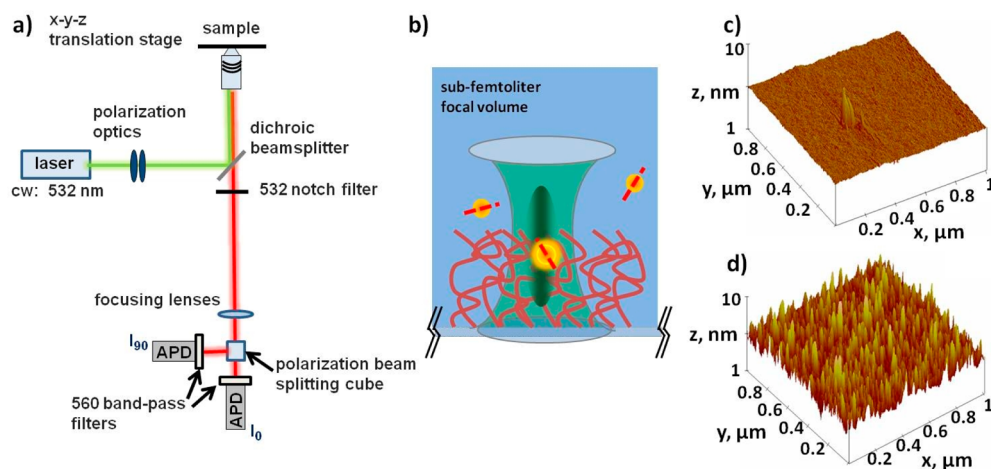 a)
x-y-z
translation stage
sample
polarization
optics
laser
cw: 532 nm
dichroic
beamsplitter
532 notch filter
focusing lenses
I90
APD
polarization beam
splitting cube
560 band-pass
filters
APD
I0
b)
sub-femtoliter
focal volume
c)
10
z, nm
1
0.8
0.6
y, µm
0.4
0.2
0.2
0.4
0.6
0.8
1
x, µm
d)
10
z, nm
1
0.8
0.6
y, µm
0.4
0.2
0.2
0.4
0.6
0.8
1
x, µm